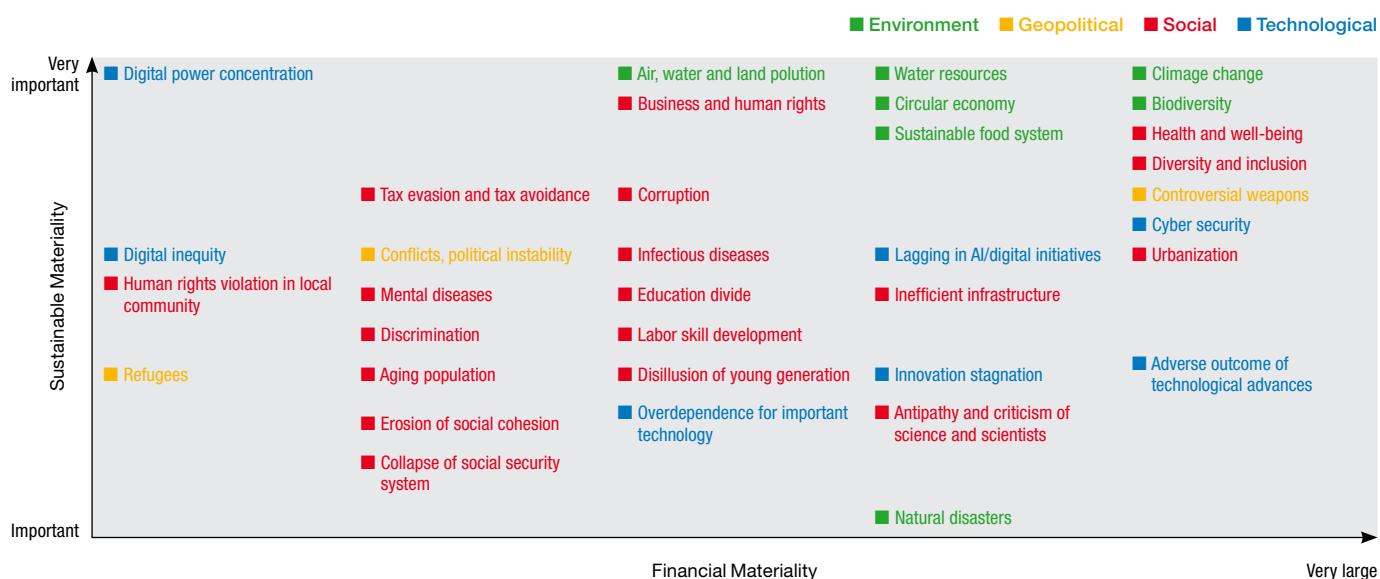 Environment Geopolitical Social Technological
Very important
Digital power concentration
Air, water and land polution
Water resources
Climage change
Business and human rights
Circular economy
Biodiversity
Sustainable food system
Health and well-being
Diversity and inclusion
Tax evasion and tax avoidance
Corruption
Controversial weapons
Cyber security
Digital inequity
Conflicts, political instability
Infectious diseases
Lagging in AI/digital initiatives
Urbanization
Human rights violation in local
community
Mental diseases
Education divide
Inefficient infrastructure
Discrimination
Labor skill development
Refugees
Aging population
Disillusion of young generation
Innovation stagnation
Adverse outcome of
technological advances
Erosion of social cohesion
Overdependence for important
technology
Antipathy and criticism of
science and scientists
Collapse of social security
system
Natural disasters
Important
Sustainable Materiality
Financial Materiality
Very large